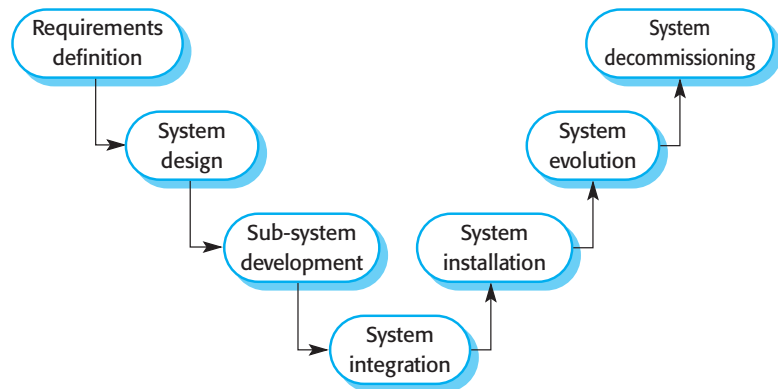 Requirements
definition
System
design
Sub-system
development
System
integration
System
installation
System
evolution
System
decommissioning